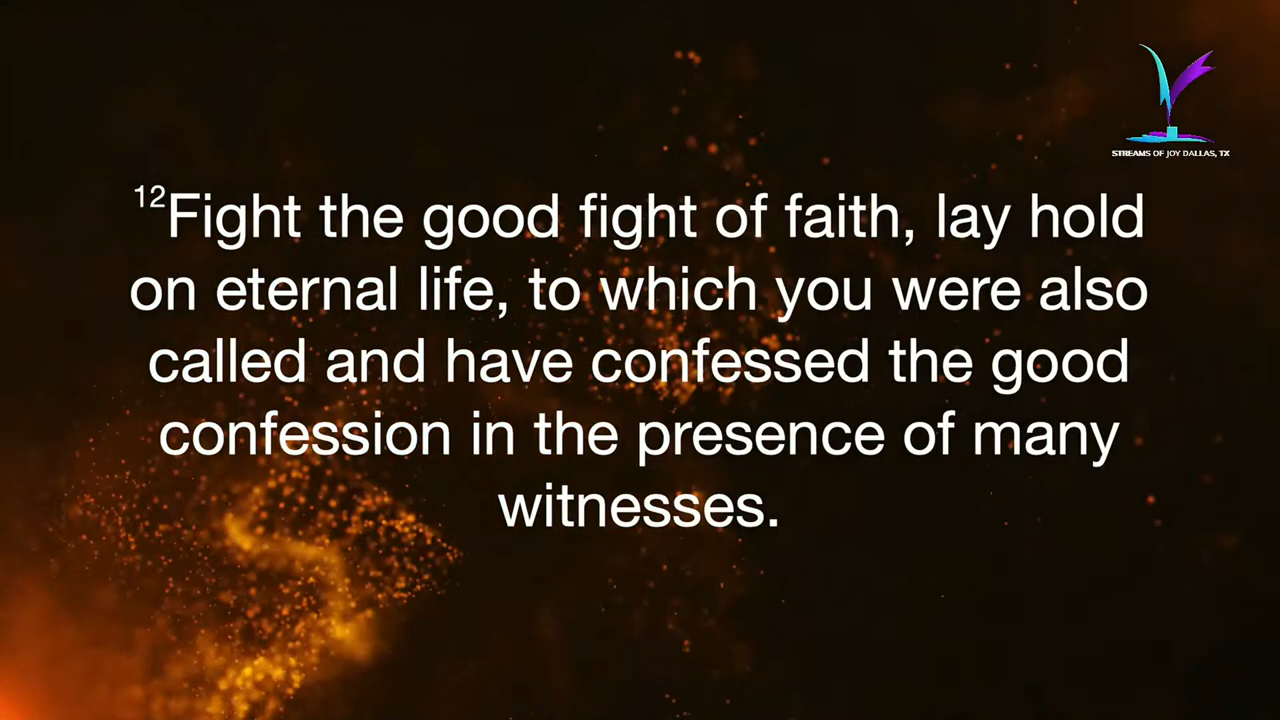 STREAMS OF JOY DALLAS, TX
12Fight the good fight of faith, lay hold
on eternal life, to which you were also
called and have confessed the good
confession in the presence of many
witnesses.